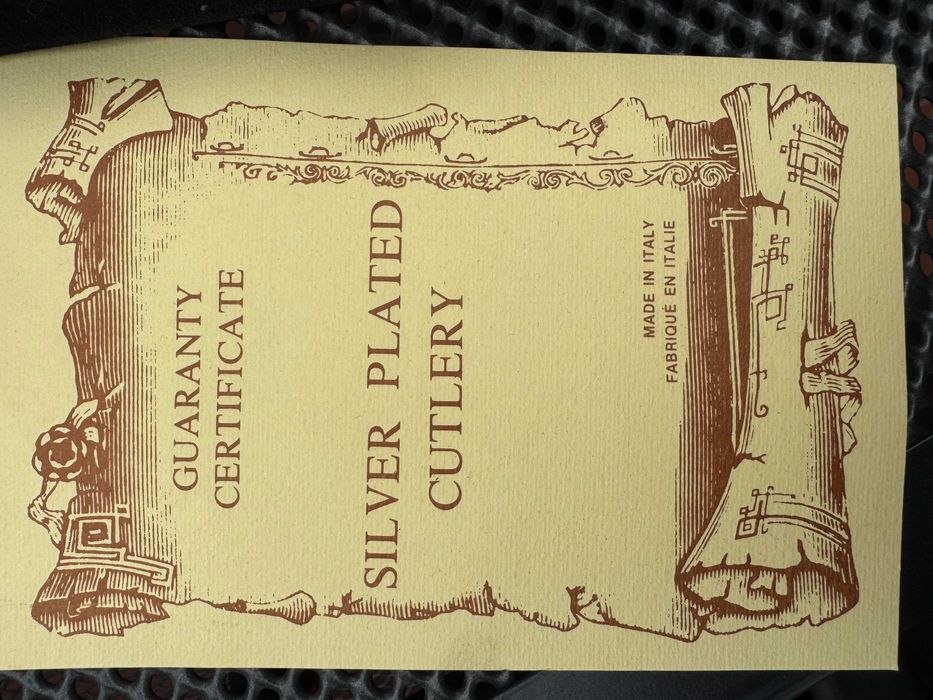 GUARANTY
CERTIFICATE
SILVER PLATED
CUTLERY
MADE IN ITALY
FABRIQUÉ EN ITALIE